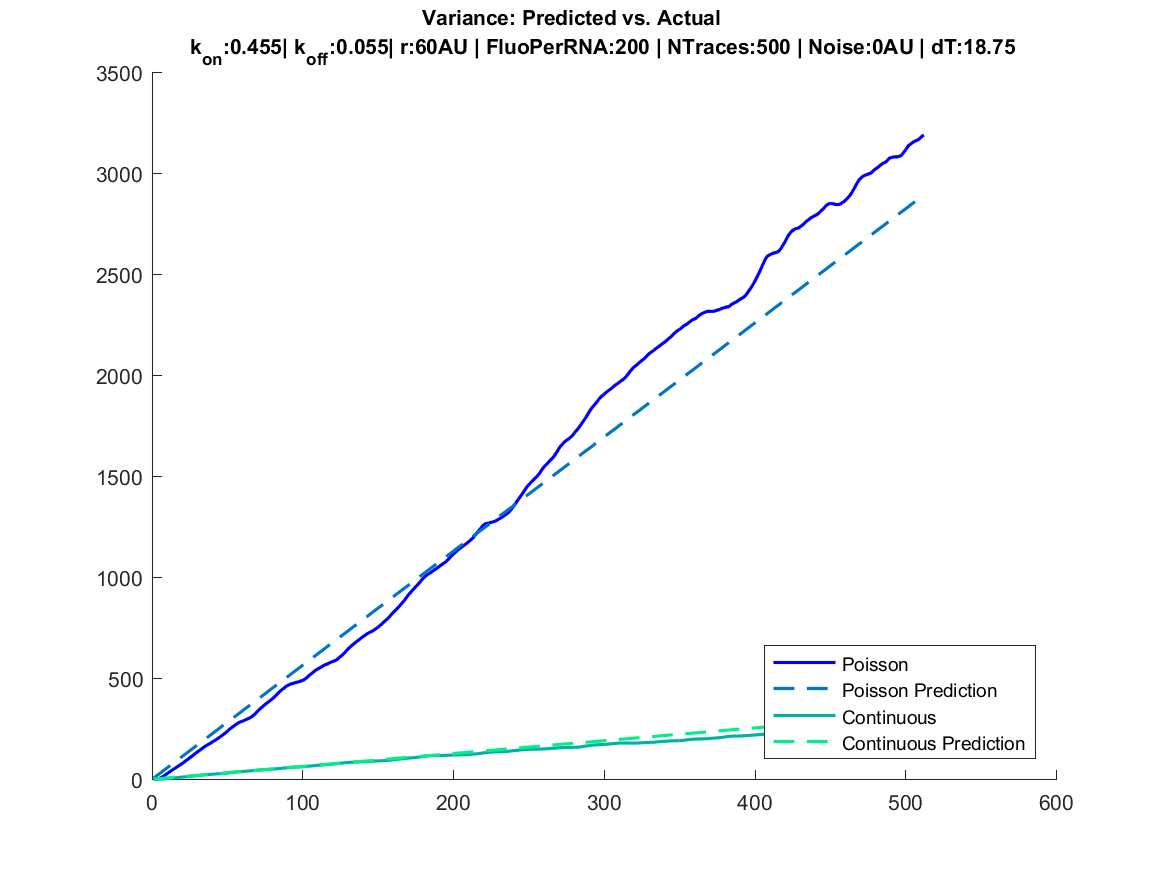 Variance: Predicted vs. Actual
kon:0.455| koff:0.055| r:60AU | FluoPerRNA:200 | NTraces:500 | Noise:0AU | dT:18.75
3500
3000
2500
2000
1500
1000
500
0
Poisson
Poisson Prediction
Continuous
Continuous Prediction
0 100 200 300 400 500 600